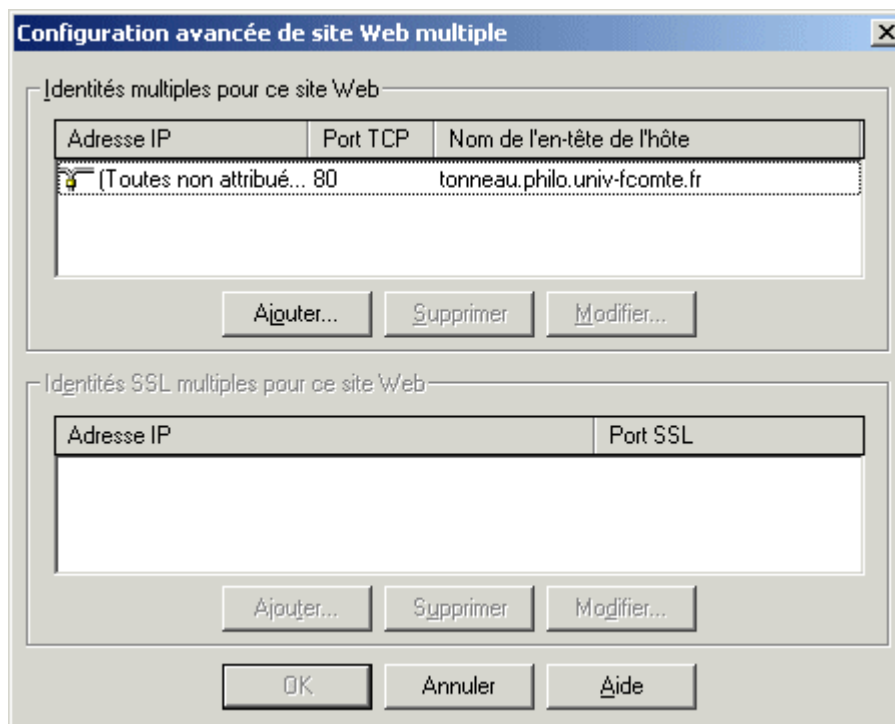 Configuration avancée de site Web multiple
Identités multiples pour ce site Web
Adresse IP Port TCP Nom de l'en-tête de l'hôte
(Toutes non attribué... 80 tonneau.philo.univ-fcomte.fr
Ajouter... Supprimer Modifier...
Identités SSL multiples pour ce site Web
Adresse IP Port SSL
Ajouter... Supprimer Modifier...
OK Annuler Aide